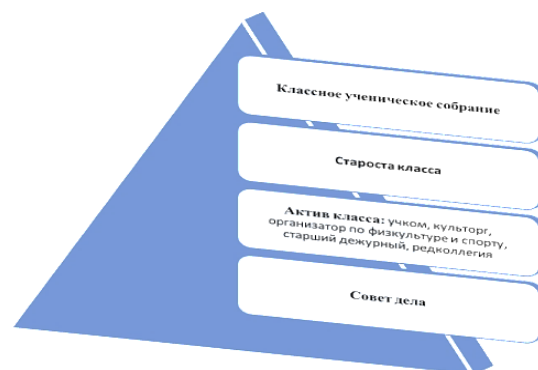 Классное ученическое собрание
Староста класса
Актив класса: учком, культорг,
организатор по физкультуре и спорту,
старший дежурный, редколлегия
Совет дела